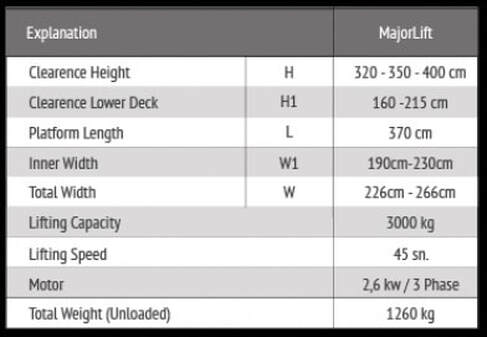 Explanation MajorLift
Clearence Height H 320 - 350 - 400 cm
Clearence Lower Deck H1 160 -215 cm
Platform Length L 370 cm
Inner Width W1 190cm-230cm
Total Width W 226cm - 266cm
Lifting Capacity 3000 kg
Lifting Speed 45 sn.
Motor 2,6 kw / 3 Phase
Total Weight (Unloaded) 1260 kg